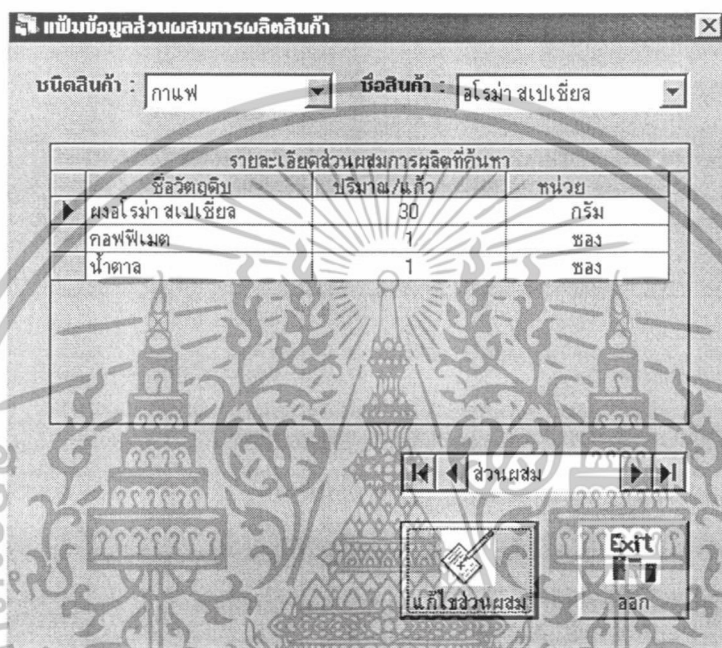 แฟ้มข้อมูลส่วนผสมการผลิตสินค้า
ชนิดสินค้า : กาแฟ ชื่อสินค้า : อโรม่า สเปเชี่ยล
รายละเอียดส่วนผสมการผลิตที่ค้นหา
ชื่อวัตถุดิบ ปริมาณ/แก้ว หน่วย
ผงอโรม่า สเปเชี่ยล 30 กรัม
คอฟฟีเมต 1 ซอง
น้ำตาล 1 ซอง
ส่วนผสม
Exit
แก้ไขส่วนผสม ออก